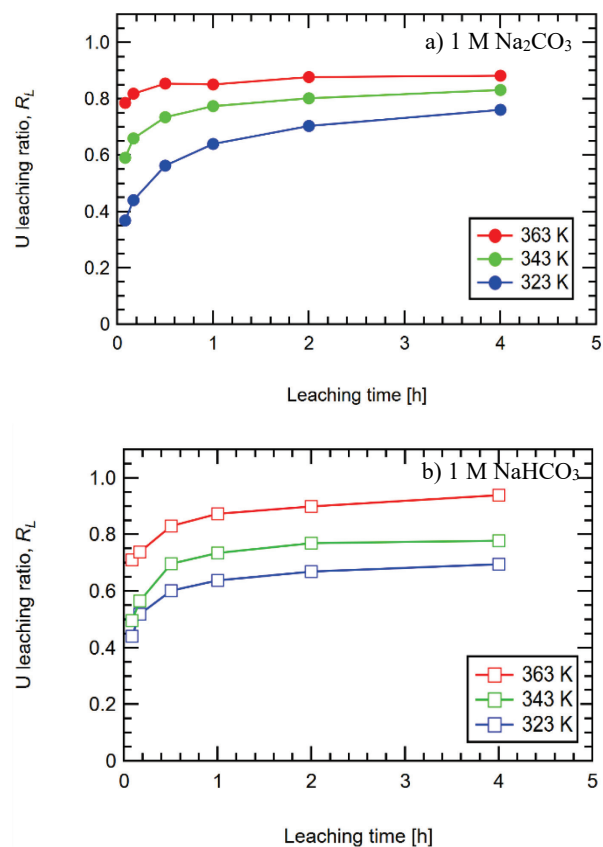 a) 1 M Na₂CO₃
U leaching ratio, R_L
1.0
0.8
0.6
0.4
0.2
0
363 K
343 K
323 K
0 1 2 3 4 5
Leaching time [h]
b) 1 M NaHCO₃
U leaching ratio, R_L
1.0
0.8
0.6
0.4
0.2
0
363 K
343 K
323 K
0 1 2 3 4 5
Leaching time [h]